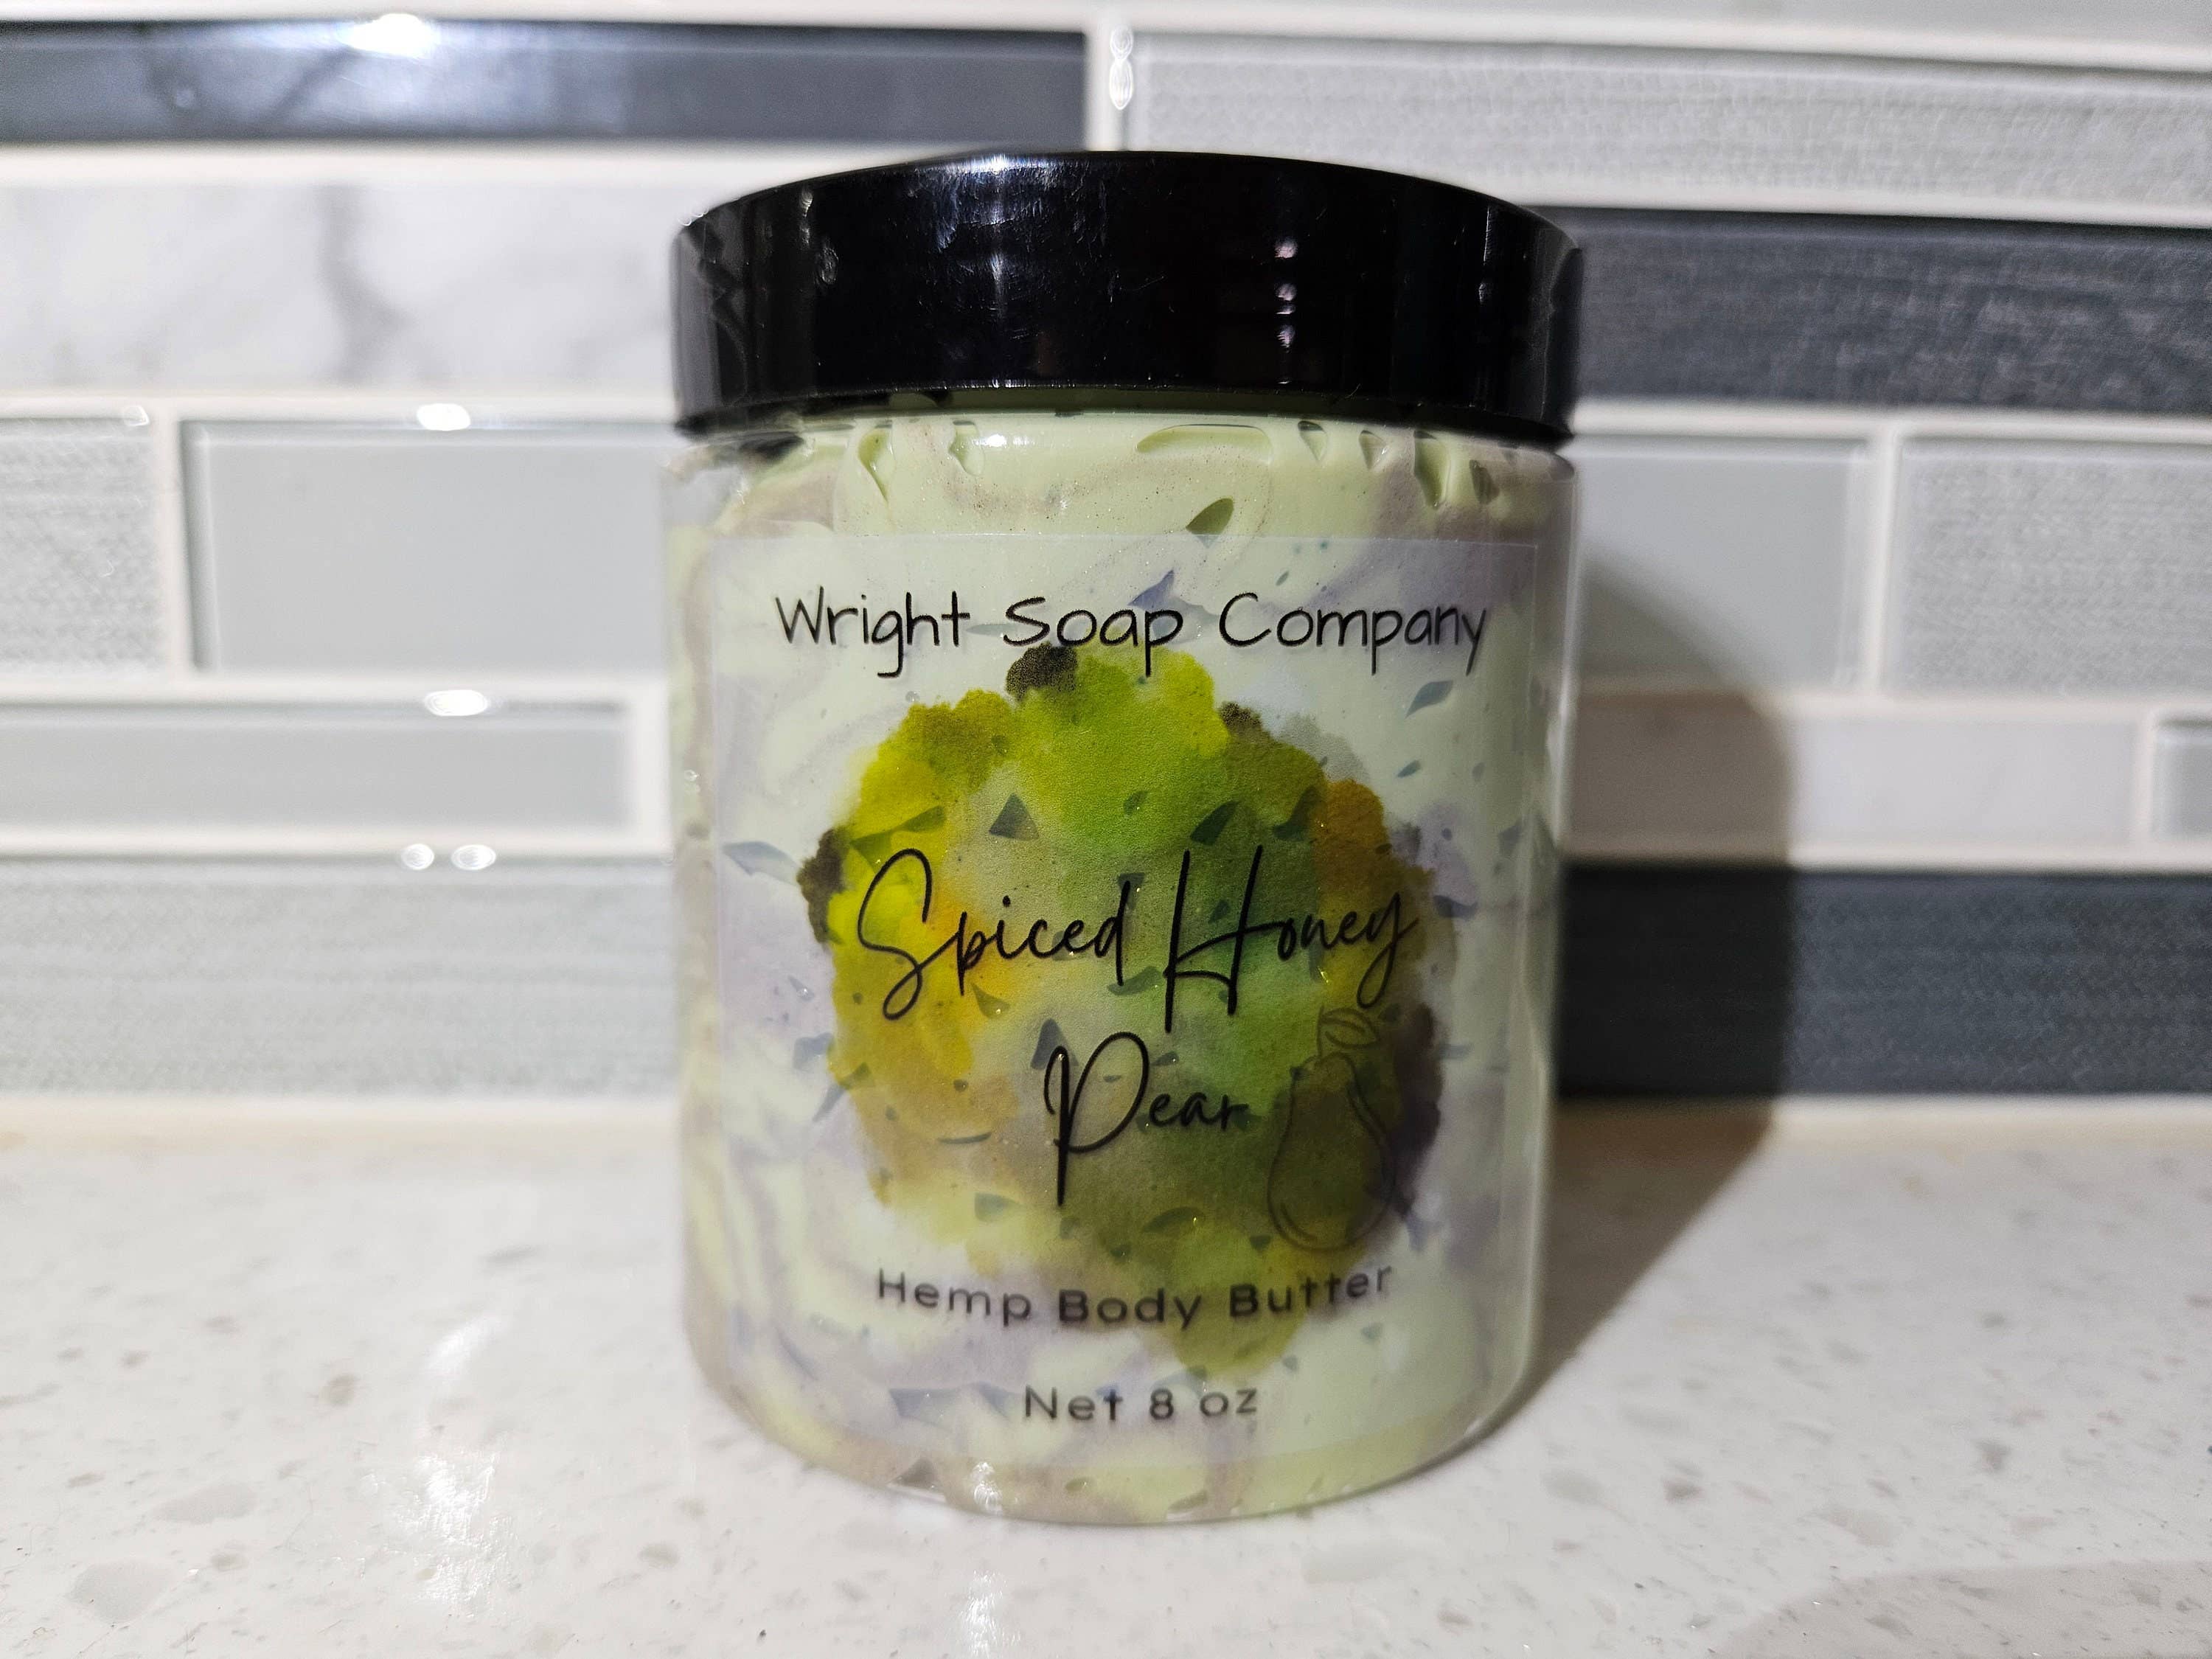 Wright Soap Company
Spiced Honey
Pear
Hemp Body Butter
Net 8 oz